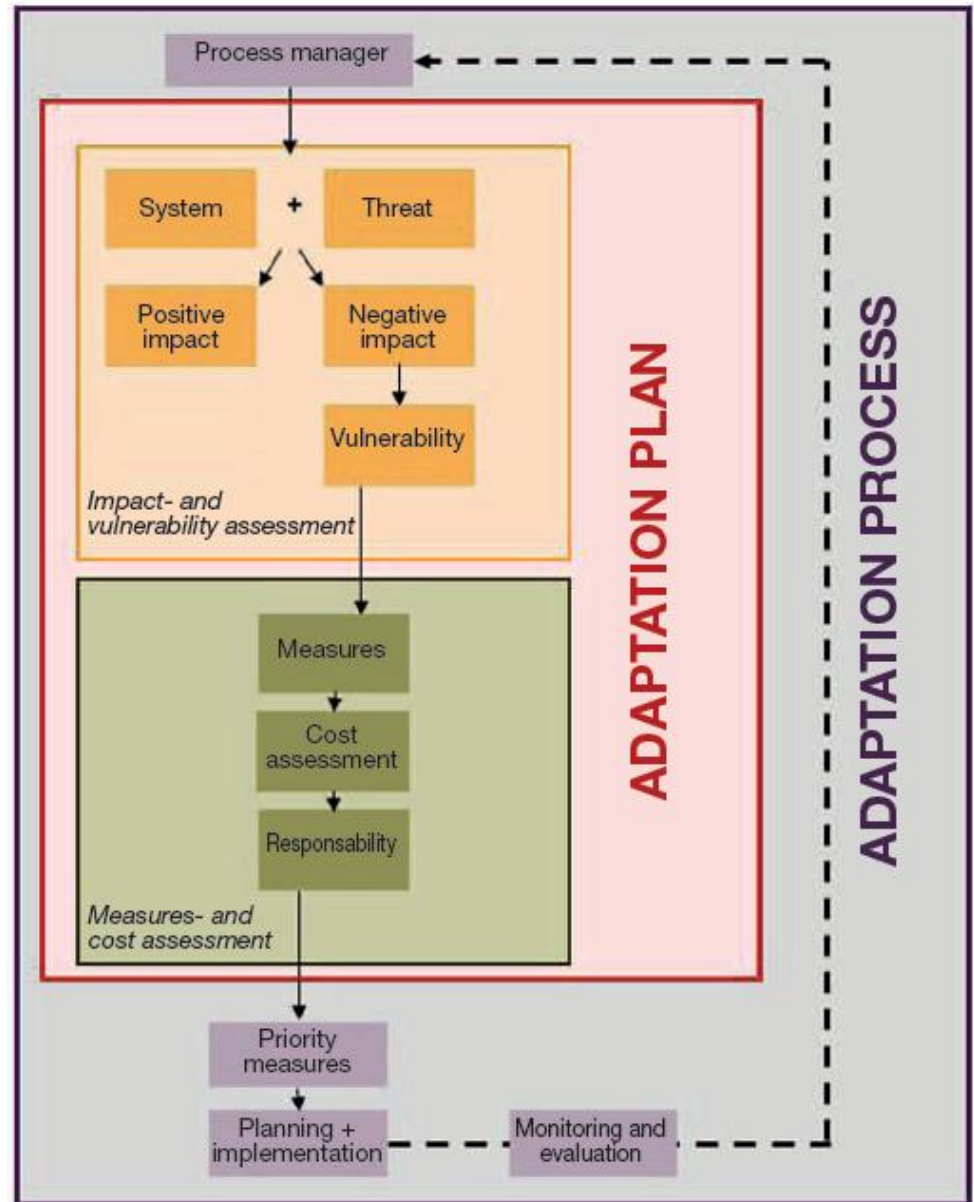 Process manager
System
+
Threat
Positive
impact
Negative
impact
Vulnerability
Impact- and
vulnerability assessment
Measures
Cost
assessment
Responsability
Measures- and
cost assessment
ADAPTATION PLAN
ADAPTATION PROCESS
Priority
measures
Planning +
implementation
Monitoring and
evaluation